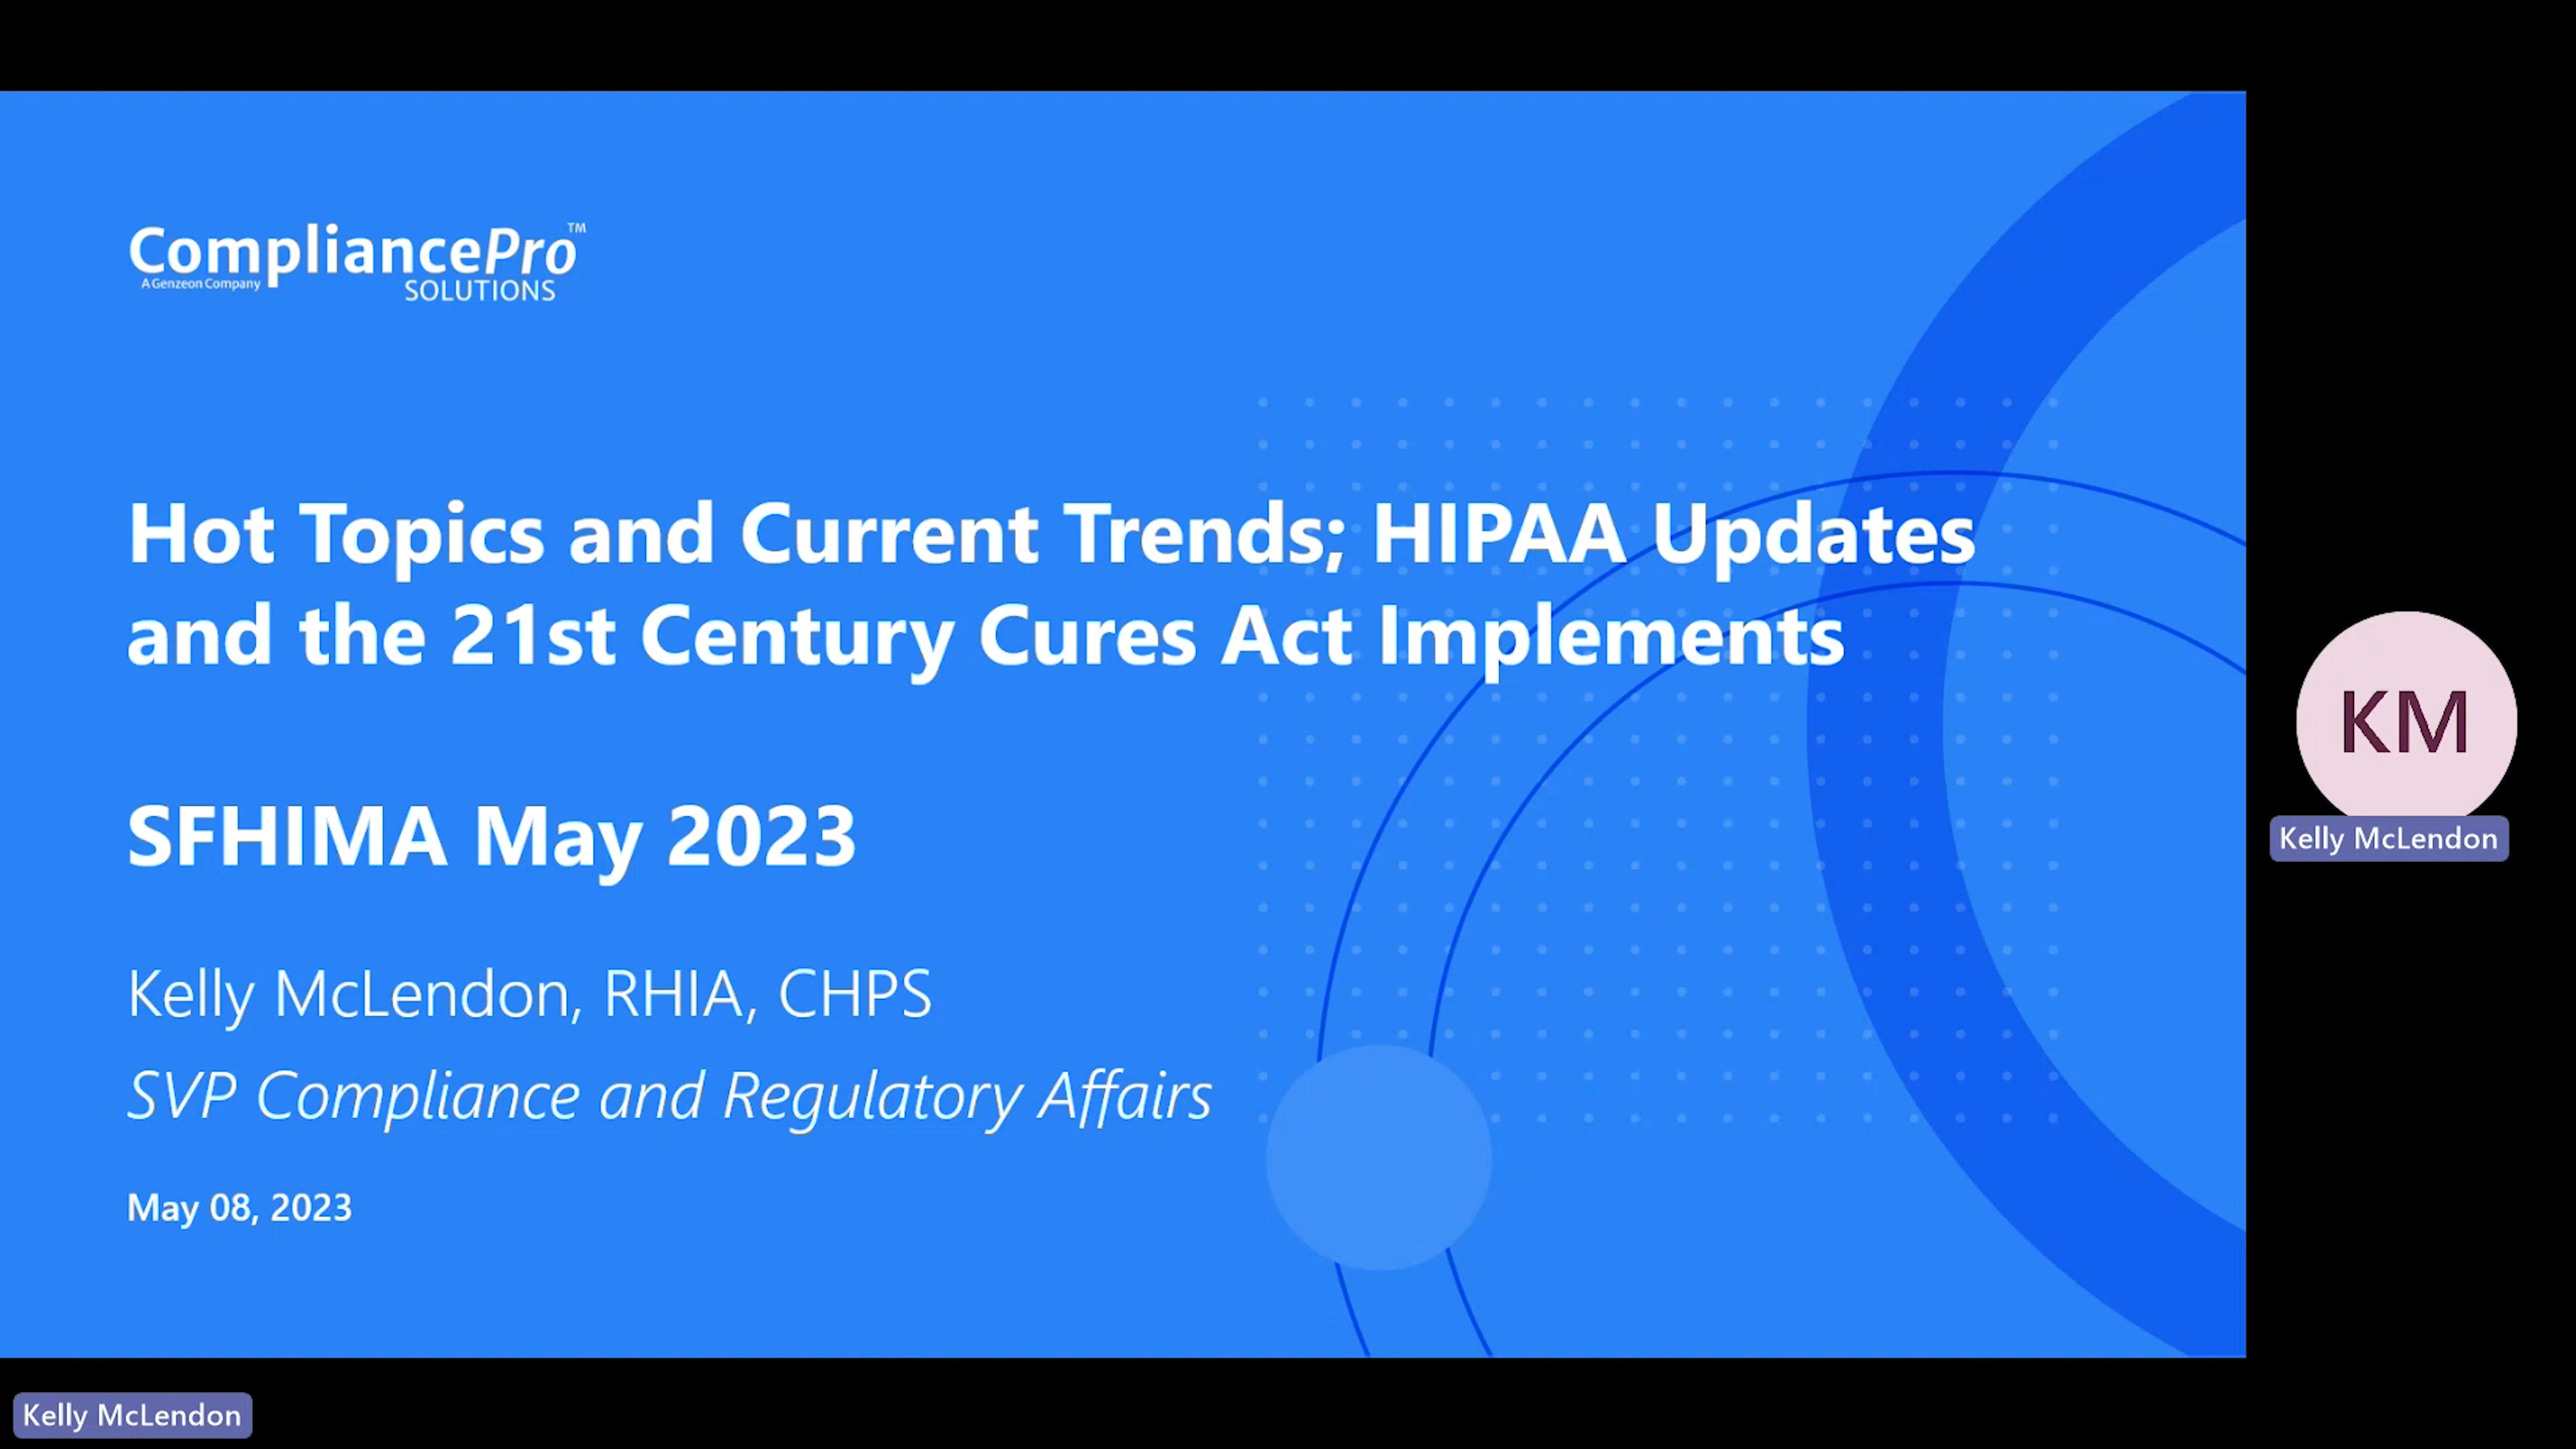 CompliancePro™
A Genzeon Company
SOLUTIONS
Hot Topics and Current Trends; HIPAA Updates
and the 21st Century Cures Act Implements
SFHIMA May 2023
Kelly McLendon, RHIA, CHPS
SVP Compliance and Regulatory Affairs
May 08, 2023
KM
Kelly McLendon
Kelly McLendon